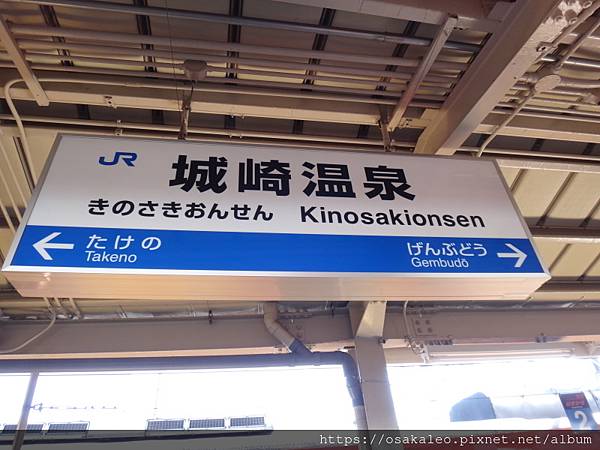 JR 城崎温泉
きのさきおんせん Kinosakionsen
← たけの げんぶどう →
Takeno Gembudō
2
https://osakaleo.pixnet.net/album